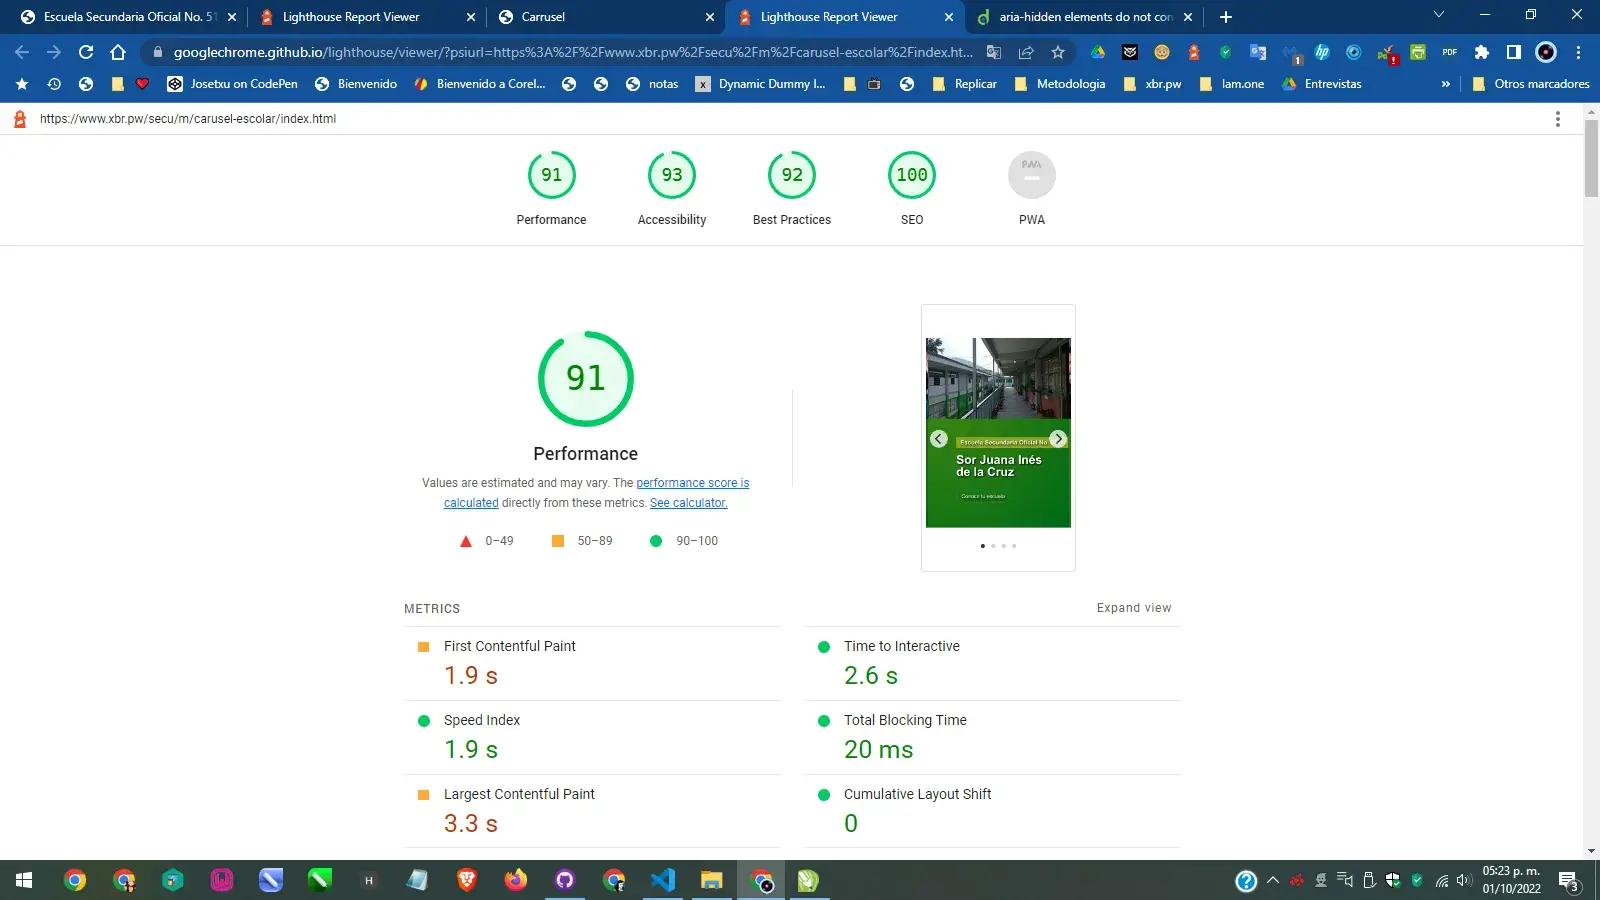 Escuela Secundaria Oficial No. 51
Lighthouse Report Viewer
Carrusel
Lighthouse Report Viewer
aria-hidden elements do not con
googlechrome.github.io/lighthouse/viewer/?psiurl=https%3A%2F%2Fwww.xbr.pw%2Fsecu%2Fm%2Fcarusel-escolar%2Findex.ht...
PDF
Josetxu on CodePen
Bienvenido
Bienvenido a Corel...
notas
Dynamic Dummy I...
Replicar
Metodologia
xbr.pw
Iam.one
Entrevistas
»
Otros marcadores
https://www.xbr.pw/secu/m/carusel-escolar/index.html
91
93
92
100
PWA
Performance
Accessibility
Best Practices
SEO
PWA
91
Performance
Values are estimated and may vary. The performance score is
calculated directly from these metrics. See calculator.
0–49
50–89
90–100
Escuela Secundaria Oficial No
Sor Juana Inés
de la Cruz
Conoce tu escuela
METRICS
Expand view
First Contentful Paint
1.9 s
Time to Interactive
2.6 s
Speed Index
1.9 s
Total Blocking Time
20 ms
Largest Contentful Paint
3.3 s
Cumulative Layout Shift
0
H
05:23 p. m.
01/10/2022
3